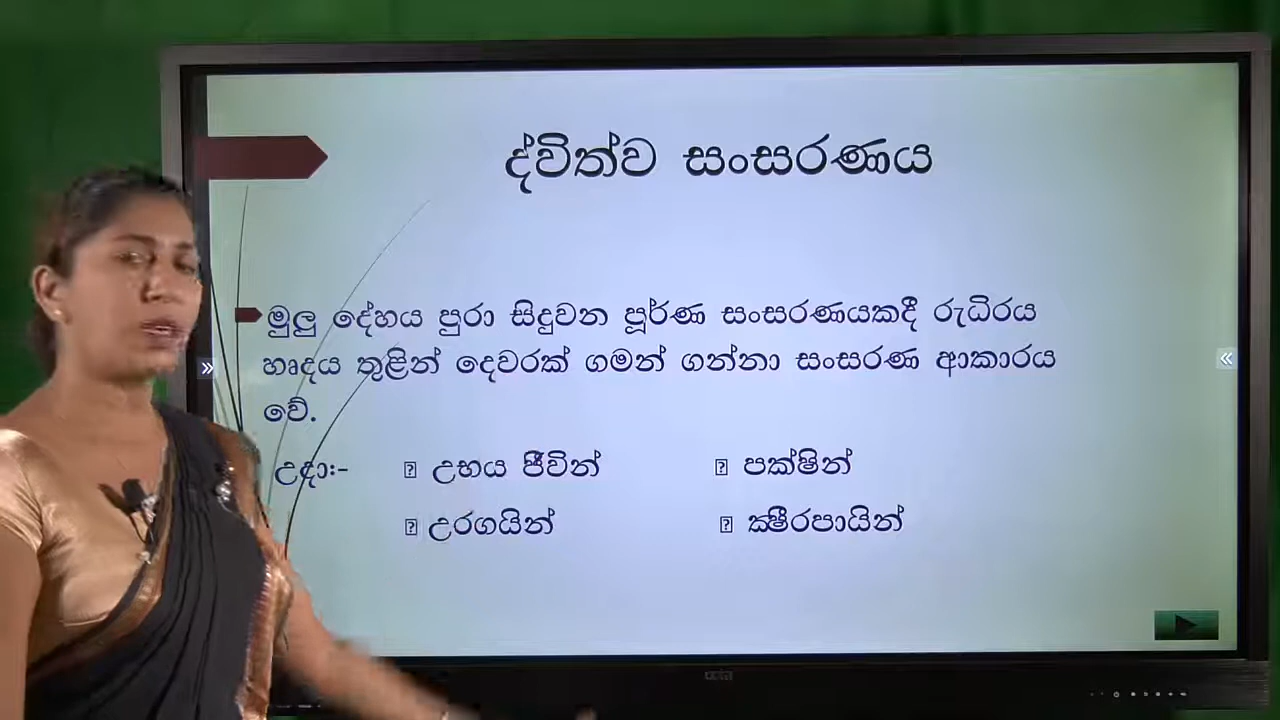 ද්විත්ව සංසරණය
මුලු දේහය පුරා සිදුවන පූර්ණ සංසරණයකදී රුධිරය
හෘදය තුළින් දෙවරක් ගමන් ගන්නා සංසරණ ආකාරය
වේ.
උදා:- උභය ජීවීන් පක්ෂීන්
උරගයින් ක්ෂීරපායින්